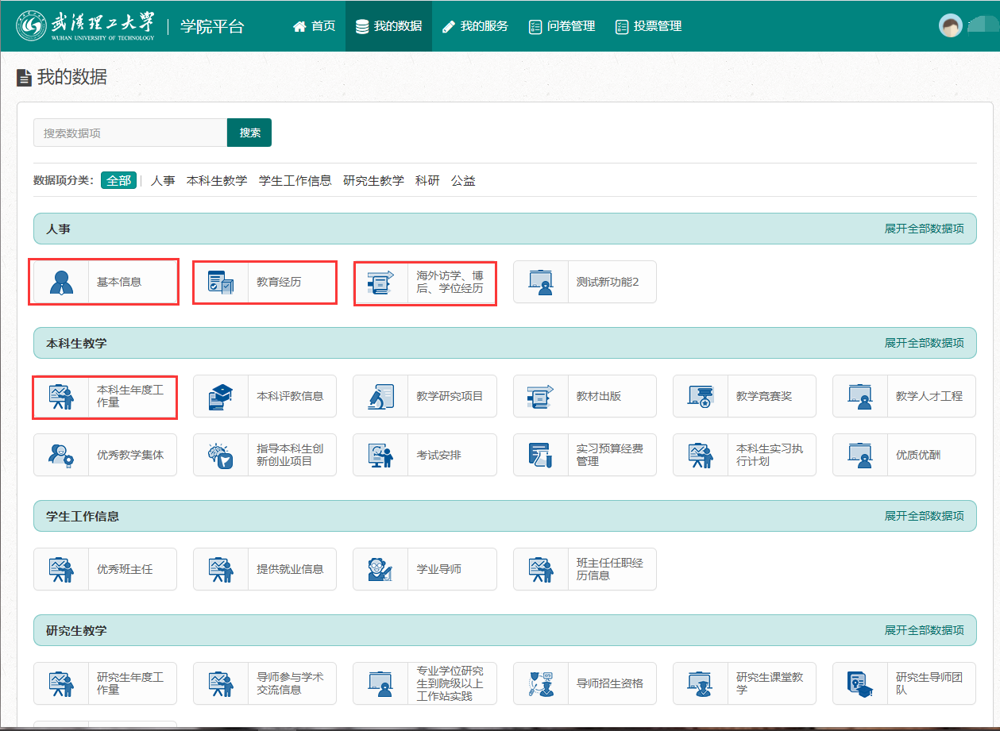 武汉理工大学
WUHAN UNIVERSITY OF TECHNOLOGY
学院平台
首页
我的数据
我的服务
问卷管理
投票管理
我的数据
搜索数据项
搜索
数据项分类:
全部
人事
本科生教学
学生工作信息
研究生教学
科研
公益
人事
展开全部数据项
基本信息
教育经历
海外访学、博
后、学位经历
测试新功能2
本科生教学
展开全部数据项
本科生年度工
作量
本科评教信息
教学研究项目
教材出版
教学竞赛奖
教学人才工程
优秀教学集体
指导本科生创
新创业项目
考试安排
实习预算经费
管理
本科生实习执
行计划
优质优酬
学生工作信息
展开全部数据项
优秀班主任
提供就业信息
学业导师
班主任任职经
历信息
研究生教学
展开全部数据项
研究生年度工
作量
导师参与学术
交流信息
专业学位研究
生到院级以上
工作站实践
导师招生资格
研究生课堂教
学
研究生导师团
队